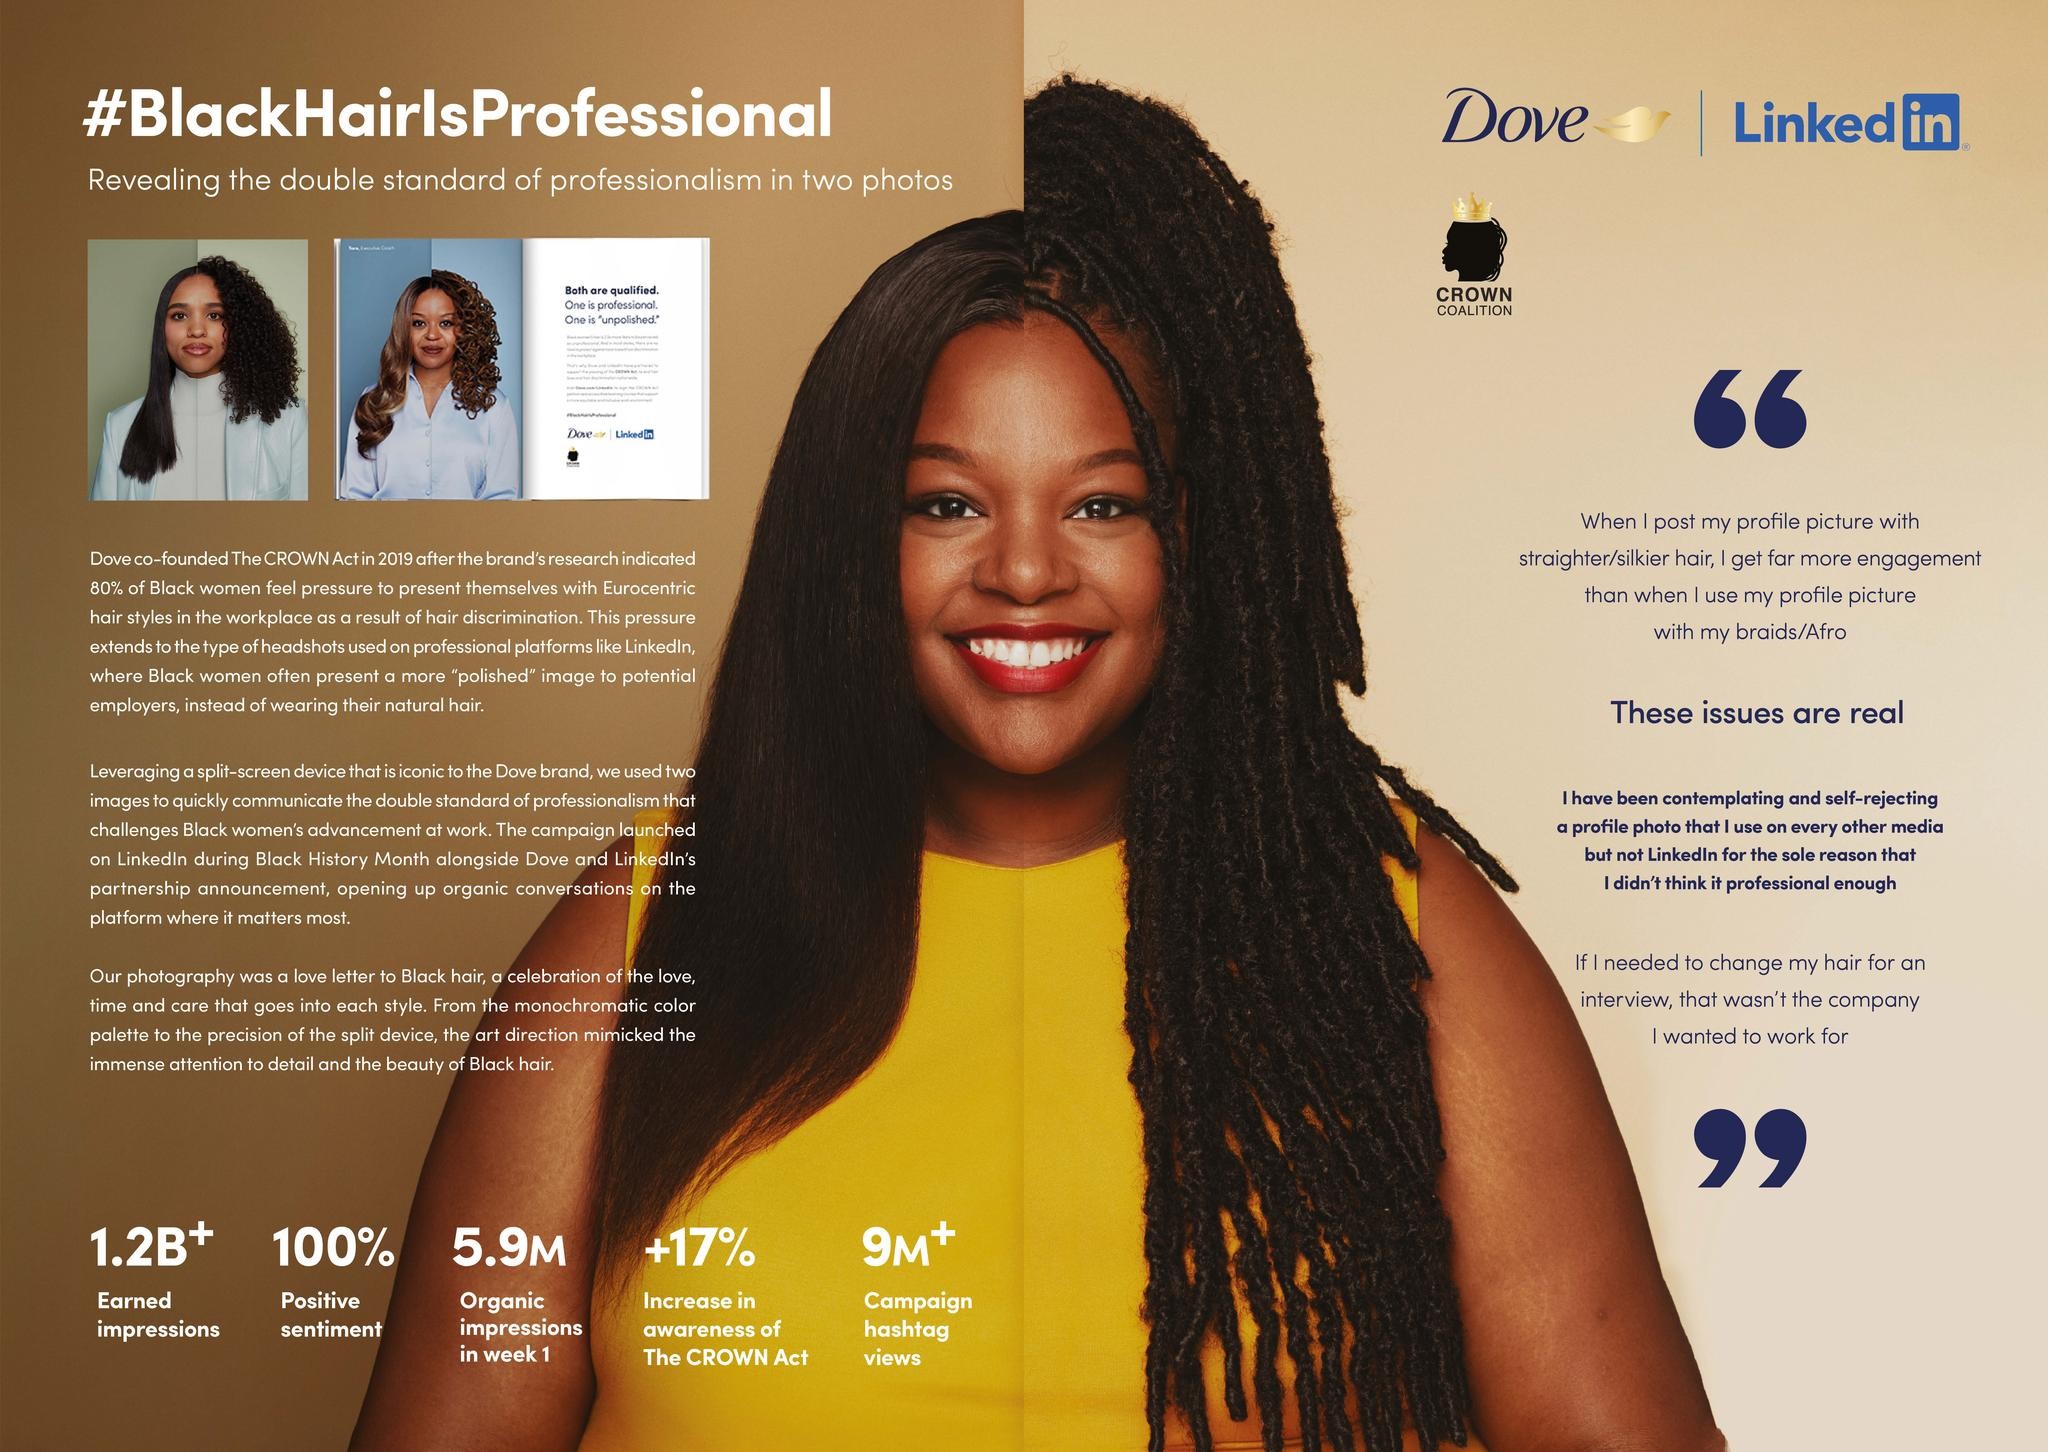 #BlackHairIsProfessional
Revealing the double standard of professionalism in two photos
Dove
Linked in®
CROWN
COALITION
Tara, Executive Coach
Both are qualified.
One is professional.
One is "unpolished."
#BlackHairIsProfessional
Dove
Linked in
CROWN
Dove co-founded The CROWN Act in 2019 after the brand's research indicated
80% of Black women feel pressure to present themselves with Eurocentric
hair styles in the workplace as a result of hair discrimination. This pressure
extends to the type of headshots used on professional platforms like LinkedIn,
where Black women often present a more “polished” image to potential
employers, instead of wearing their natural hair.
Leveraging a split-screen device that is iconic to the Dove brand, we used two
images to quickly communicate the double standard of professionalism that
challenges Black women's advancement at work. The campaign launched
on LinkedIn during Black History Month alongside Dove and LinkedIn's
partnership announcement, opening up organic conversations on the
platform where it matters most.
Our photography was a love letter to Black hair, a celebration of the love,
time and care that goes into each style. From the monochromatic color
palette to the precision of the split device, the art direction mimicked the
immense attention to detail and the beauty of Black hair.
1.2B+
Earned
impressions
100%
Positive
sentiment
5.9M
Organic
impressions
in week 1
+17%
Increase in
awareness of
The CROWN Act
9M+
Campaign
hashtag
views
“
When I post my profile picture with
straighter/silkier hair, I get far more engagement
than when I use my profile picture
with my braids/Afro
These issues are real
I have been contemplating and self-rejecting
a profile photo that I use on every other media
but not LinkedIn for the sole reason that
I didn't think it professional enough
If I needed to change my hair for an
interview, that wasn't the company
I wanted to work for
”